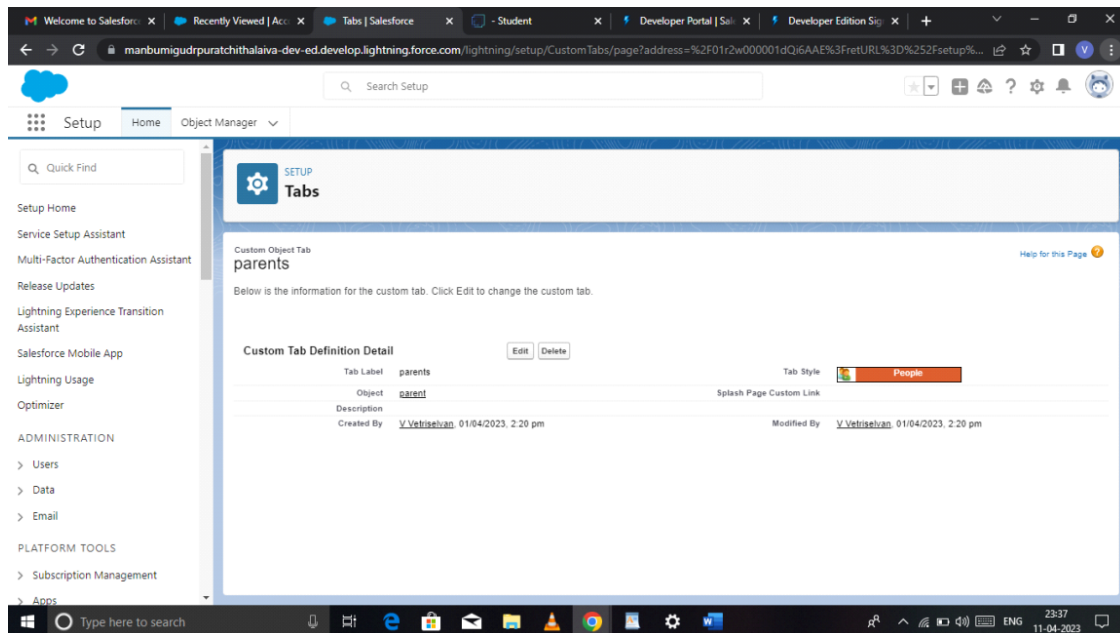 Welcome to Salesforc
Recently Viewed | Acc
Tabs | Salesforce
- Student
Developer Portal | Sal
Developer Edition Sig
manbumigudrpuratchithalaiva-dev-ed.develop.lightning.force.com/lightning/setup/CustomTabs/page?address=%2F01r2w000001dQi6AAE%3FretURL%3D%252Fsetup%...
V
Search Setup
Setup
Home
Object Manager
Quick Find
Setup Home
Service Setup Assistant
Multi-Factor Authentication Assistant
Release Updates
Lightning Experience Transition
Assistant
Salesforce Mobile App
Lightning Usage
Optimizer
ADMINISTRATION
Users
Data
Email
PLATFORM TOOLS
Subscription Management
Apps
SETUP
Tabs
Custom Object Tab
parents
Help for this Page
Below is the information for the custom tab. Click Edit to change the custom tab.
Custom Tab Definition Detail
Edit Delete
Tab Label parents Tab Style People
Object parent Splash Page Custom Link
Description
Created By V Vetriselvan, 01/04/2023, 2:20 pm Modified By V Vetriselvan, 01/04/2023, 2:20 pm
Type here to search
ENG
23:37
11-04-2023